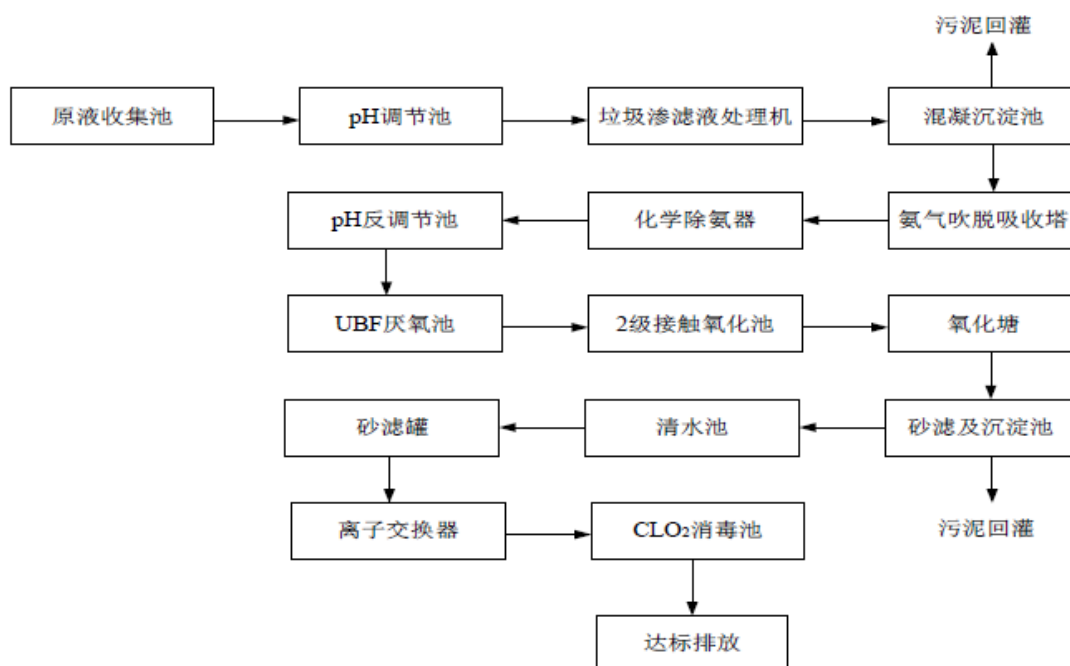 污泥回灌
原液收集池
pH调节池
垃圾渗滤液处理机
混凝沉淀池
pH反调节池
化学除氨器
氨气吹脱吸收塔
UBF厌氧池
2级接触氧化池
氧化塘
砂滤罐
清水池
砂滤及沉淀池
离子交换器
CLO₂消毒池
污泥回灌
达标排放